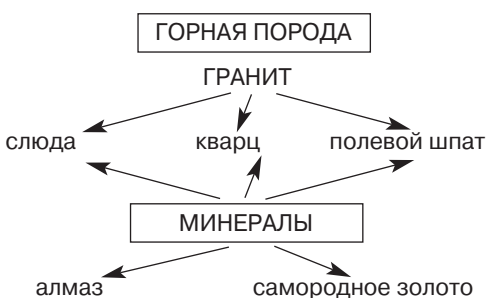 ГОРНАЯ ПОРОДА
ГРАНИТ
слюда кварц полевой шпат
МИНЕРАЛЫ
алмаз самородное золото